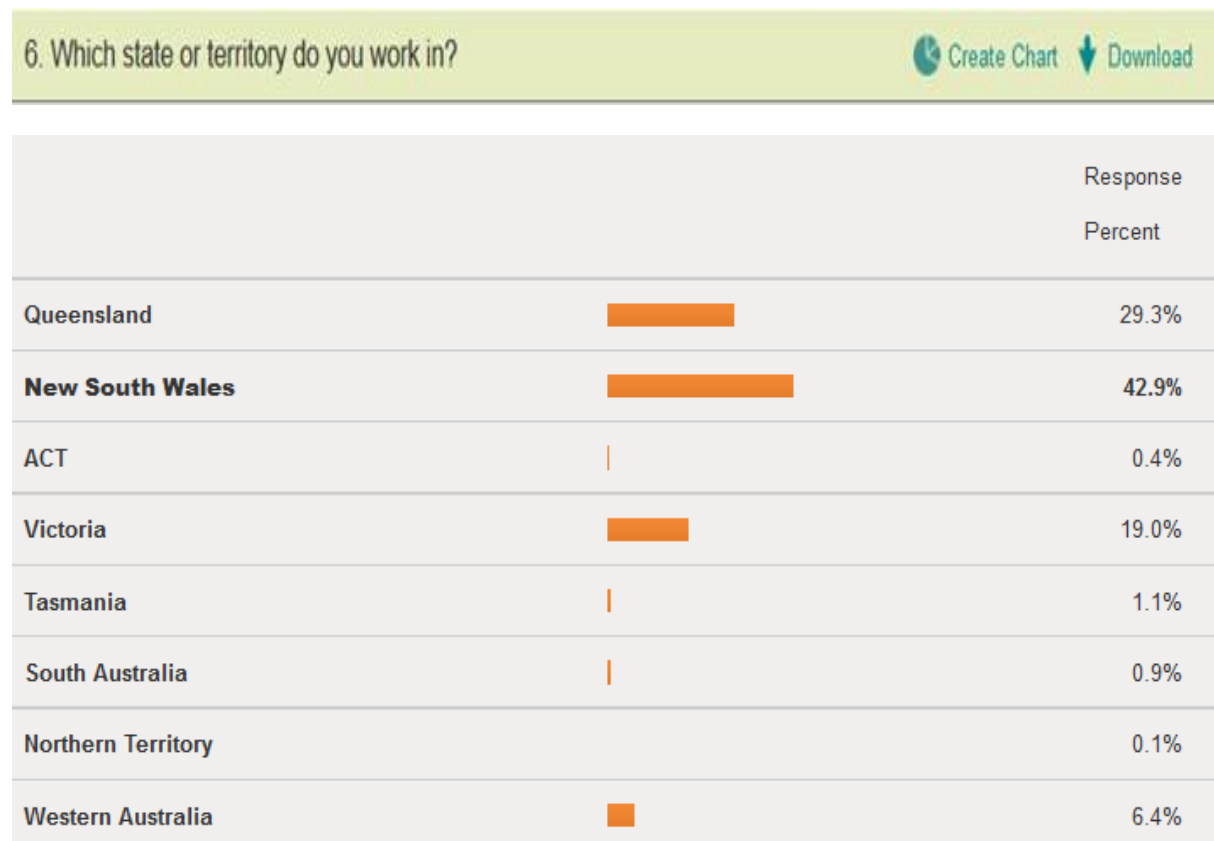 6. Which state or territory do you work in? Create Chart Download
Response
Percent
Queensland 29.3%
New South Wales 42.9%
ACT 0.4%
Victoria 19.0%
Tasmania 1.1%
South Australia 0.9%
Northern Territory 0.1%
Western Australia 6.4%